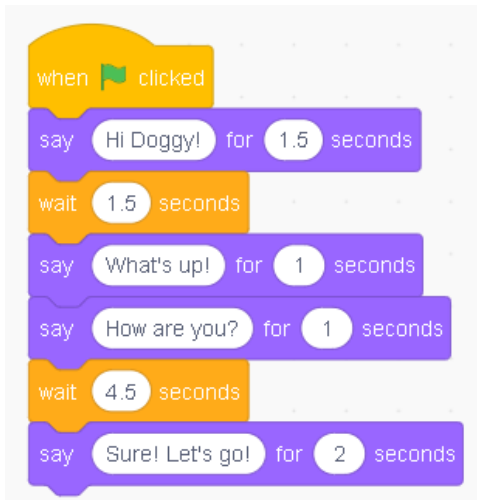 when clicked
say Hi Doggy! for 1.5 seconds
wait 1.5 seconds
say What's up! for 1 seconds
say How are you? for 1 seconds
wait 4.5 seconds
say Sure! Let's go! for 2 seconds